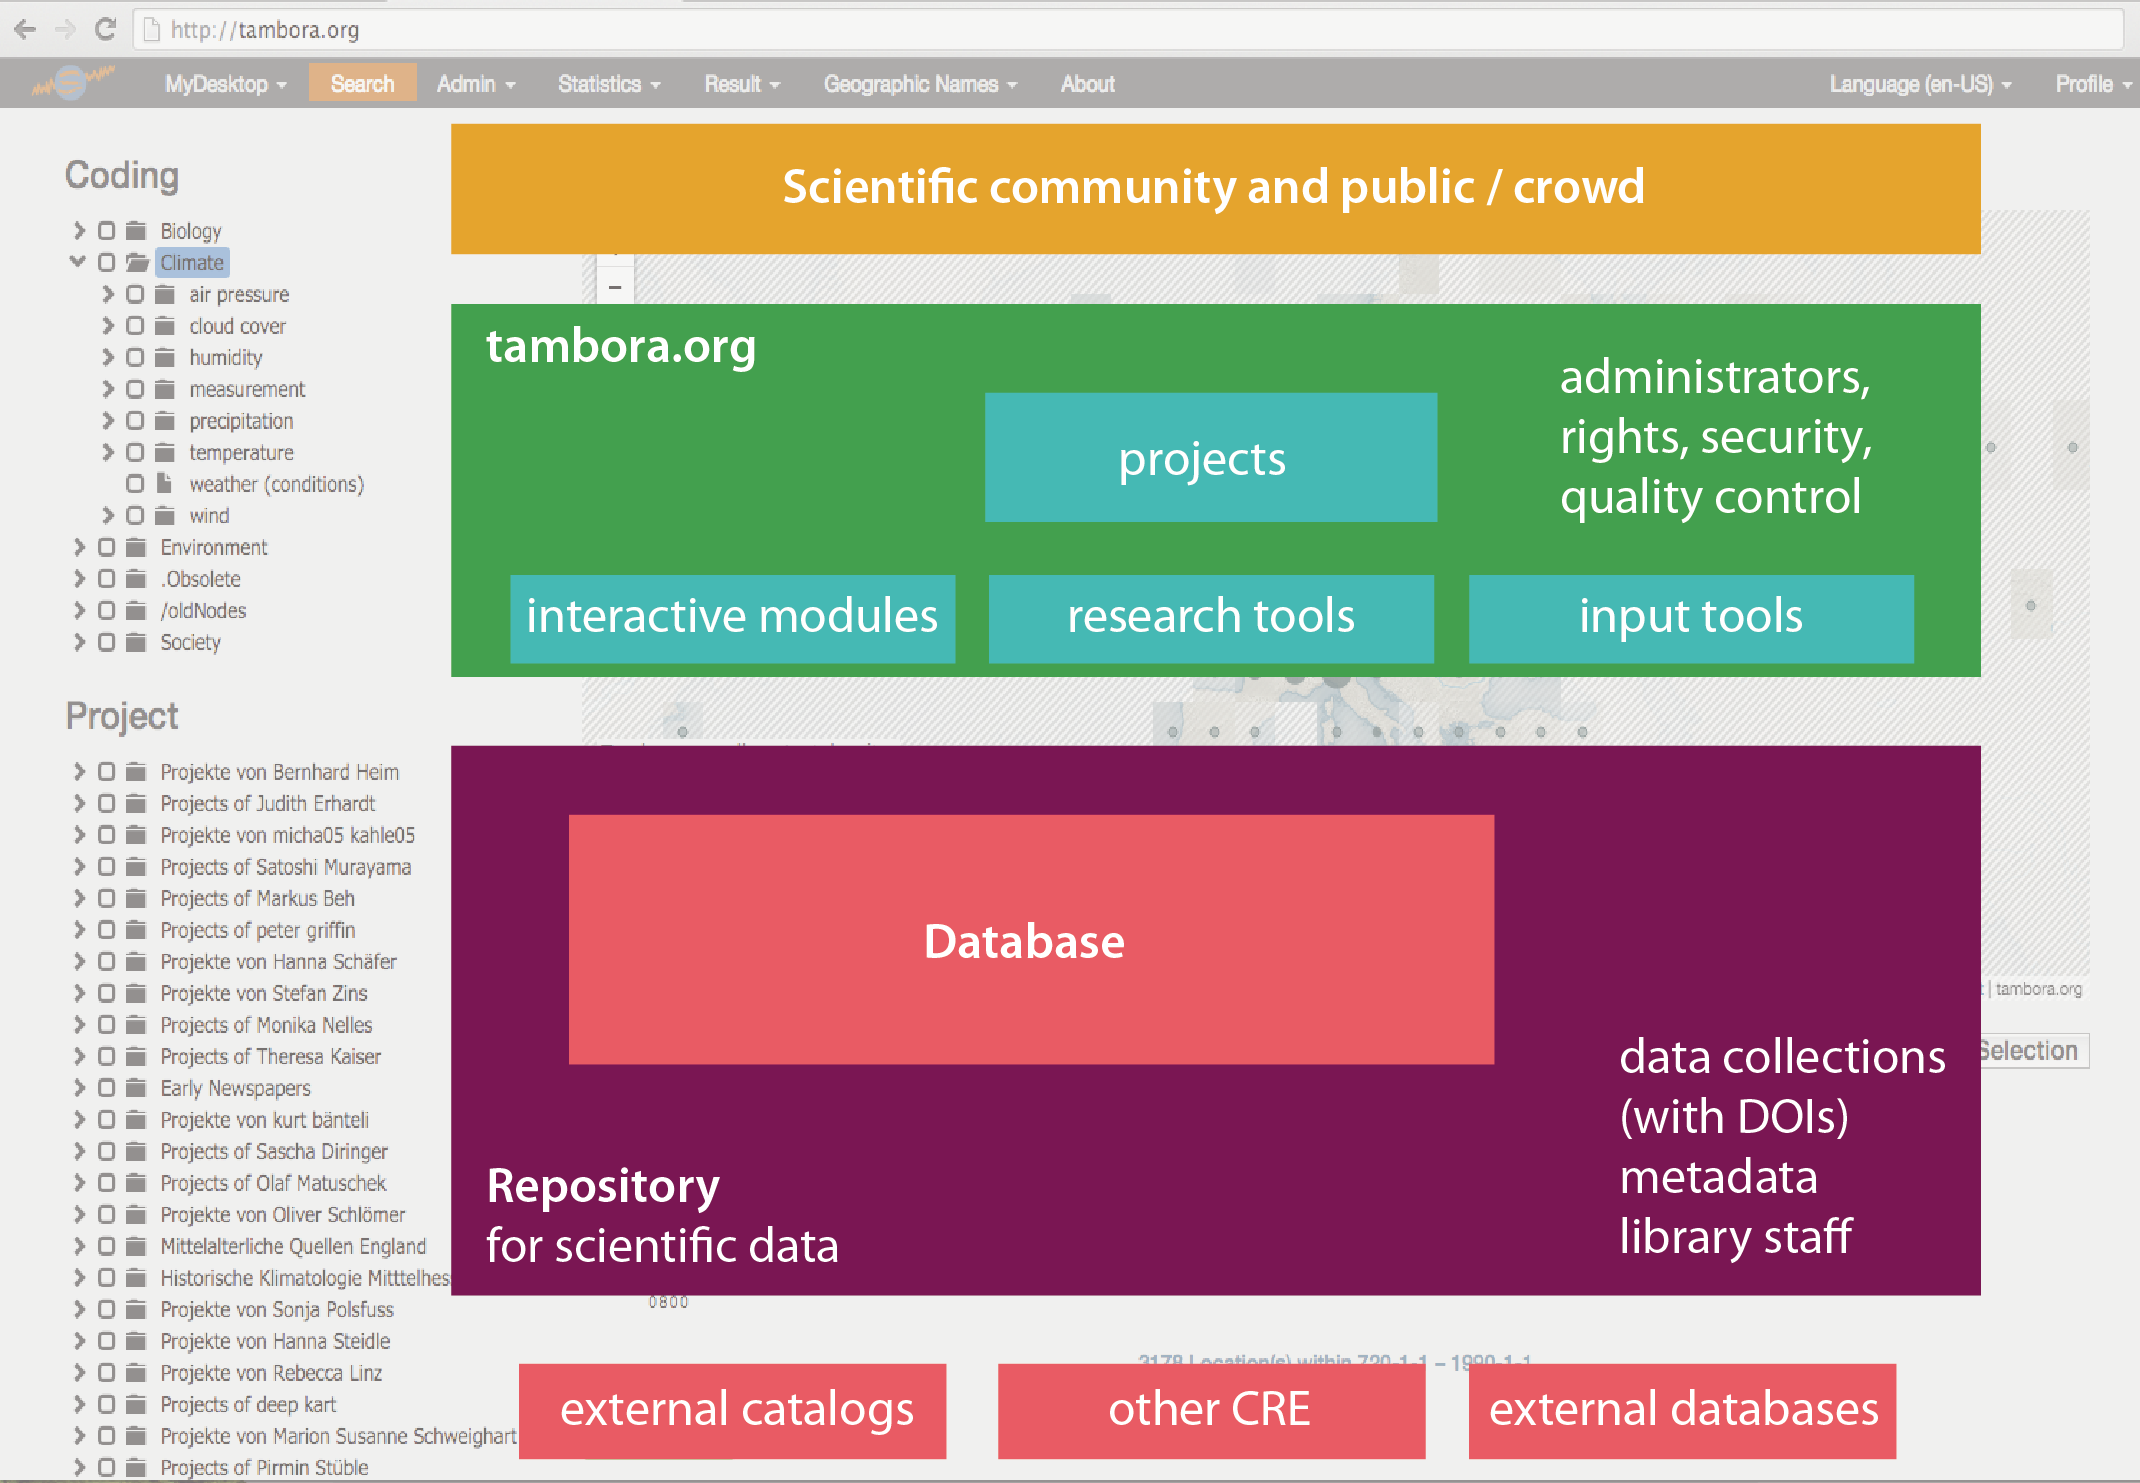 http://tambora.org
MyDesktop Search Admin Statistics Result Geographic Names About Language (en-US) Profile
Coding
Biology
Climate
air pressure
cloud cover
humidity
measurement
precipitation
temperature
weather (conditions)
wind
Environment
.Obsolete
/oldNodes
Society
Project
Projekte von Bernhard Heim
Projects of Judith Erhardt
Projekte von micha05 kahle05
Projects of Satoshi Murayama
Projects of Markus Beh
Projects of peter griffin
Projekte von Hanna Schäfer
Projekte von Stefan Zins
Projects of Monika Nelles
Projects of Theresa Kaiser
Early Newspapers
Projekte von kurt bänteli
Projects of Sascha Diringer
Projects of Olaf Matuschek
Projekte von Oliver Schlömer
Mittelalterliche Quellen England
Historische Klimatologie Mitttelhes
Projekte von Sonja Polsfuss
Projekte von Hanna Steidle
Projekte von Rebecca Linz
Projects of deep kart
Projekte von Marion Susanne Schweighart
Projects of Pirmin Stüble
Scientific community and public / crowd
tambora.org
projects
administrators,
rights, security,
quality control
interactive modules
research tools
input tools
Database
Repository
for scientific data
data collections
(with DOIs)
metadata
library staff
| tambora.org
Selection
0800
3178 Location(s) within 720-1-1 – 1990-1-1
external catalogs
other CRE
external databases